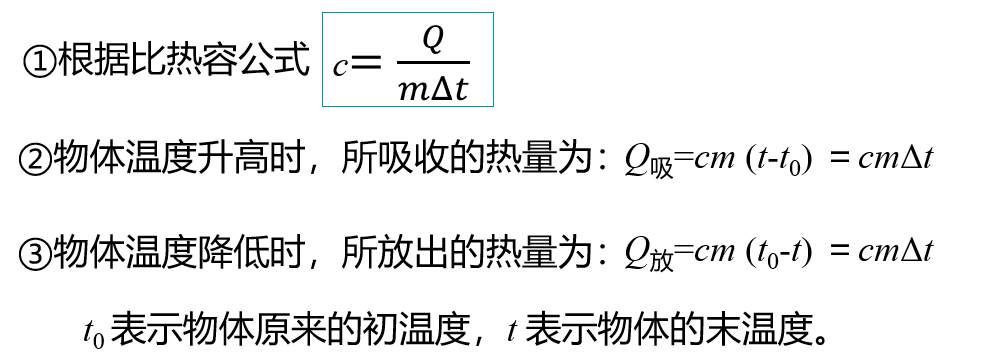 ①根据比热容公式 c=Q/mΔt
②物体温度升高时，所吸收的热量为：Q吸=cm (t-t₀) =cmΔt
③物体温度降低时，所放出的热量为：Q放=cm (t₀-t) =cmΔt
t₀ 表示物体原来的初温度，t 表示物体的末温度。